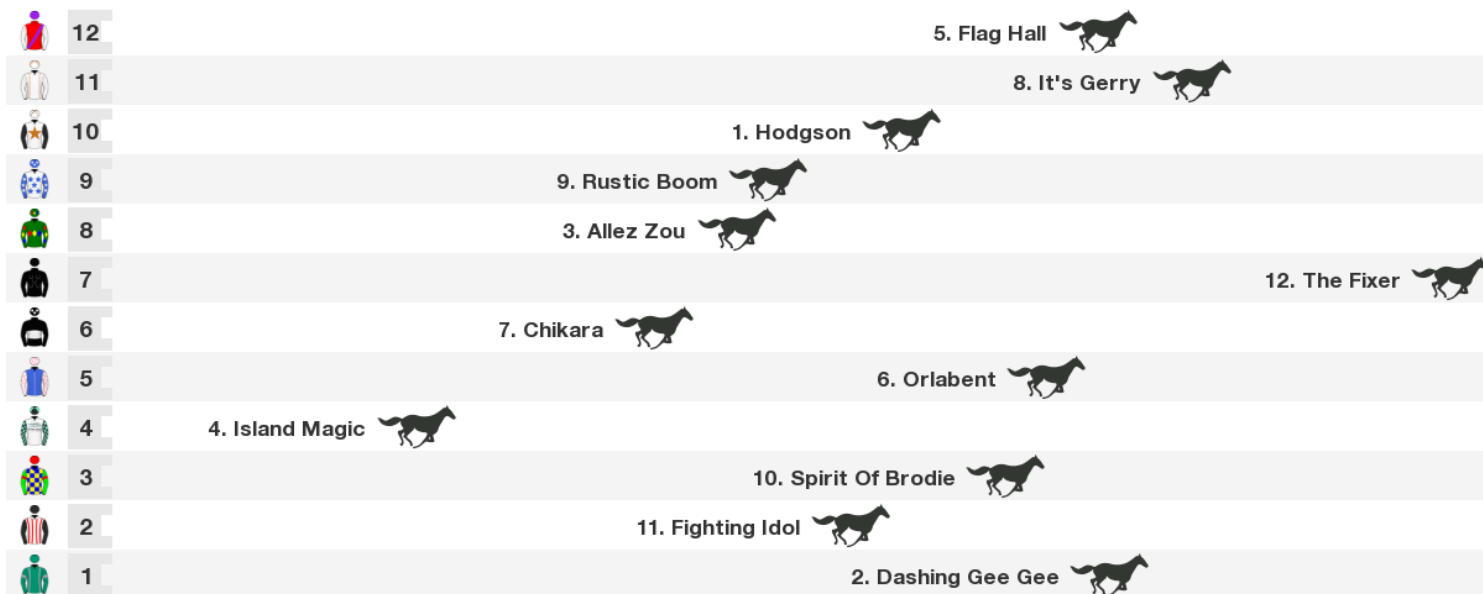 12 5. Flag Hall
11 8. It's Gerry
10 1. Hodgson
9 9. Rustic Boom
8 3. Allez Zou
7 12. The Fixer
6 7. Chikara
5 6. Orlabent
4 4. Island Magic
3 10. Spirit Of Brodie
2 11. Fighting Idol
1 2. Dashing Gee Gee